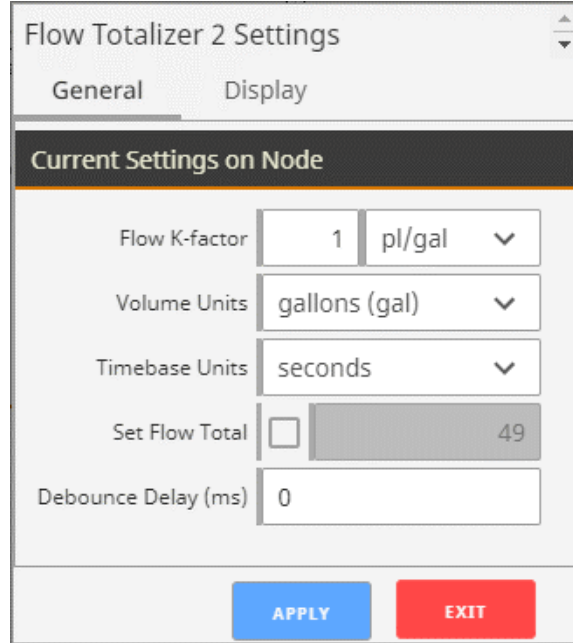 Flow Totalizer 2 Settings
General Display
Current Settings on Node
Flow K-factor 1 pl/gal
Volume Units gallons (gal)
Timebase Units seconds
Set Flow Total 49
Debounce Delay (ms) 0
APPLY EXIT